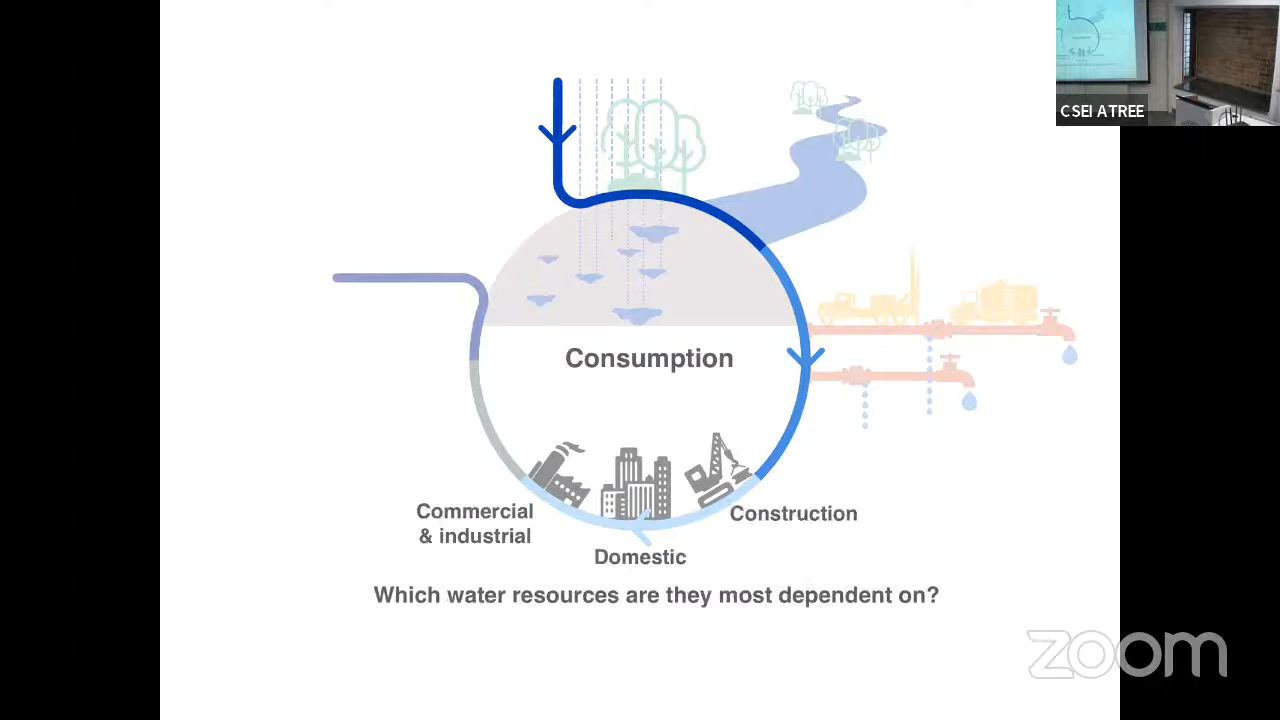 CSEI ATREE
Consumption
Commercial
& industrial
Construction
Domestic
Which water resources are they most dependent on?
zoom